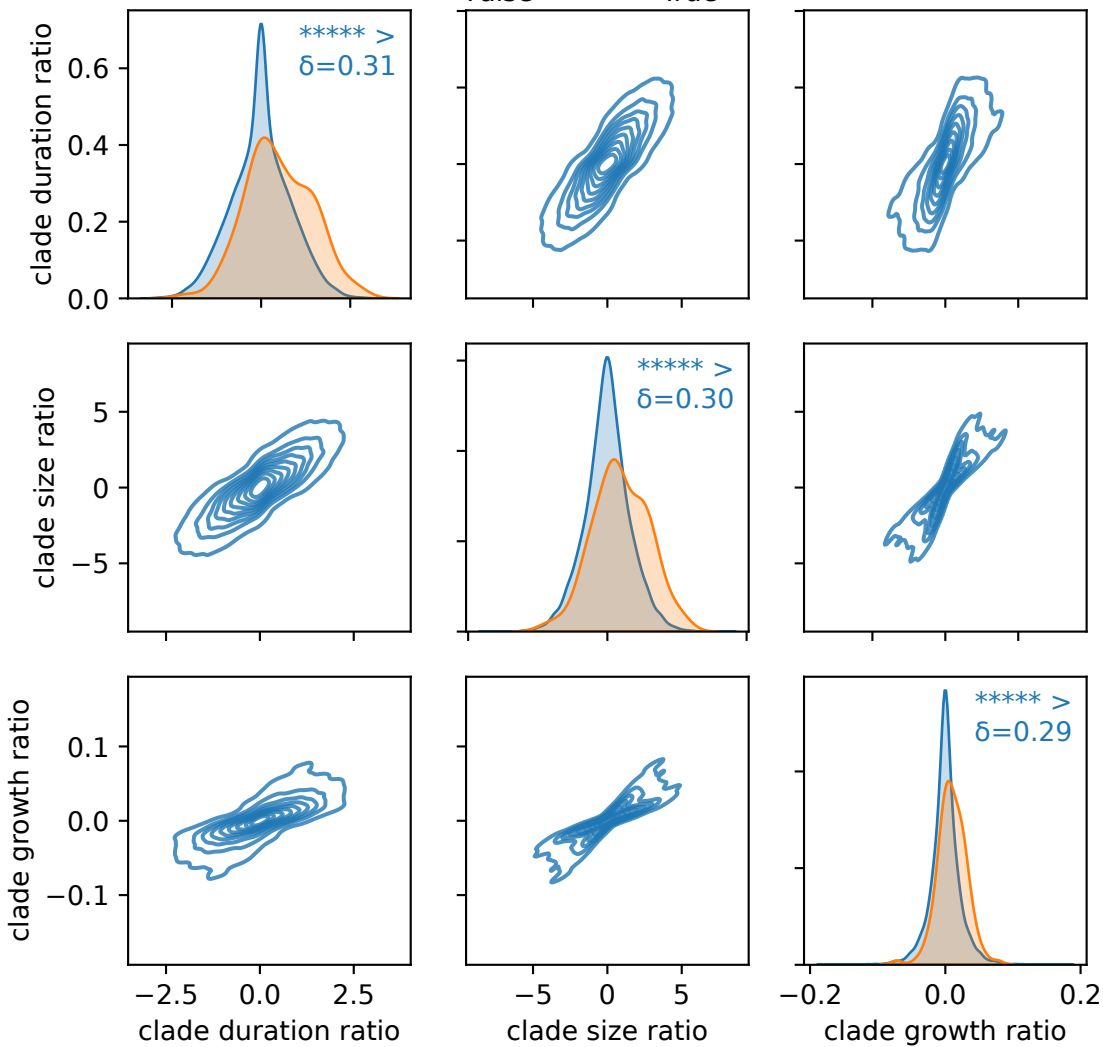 ***** >
δ=0.31
clade duration ratio
0.6
0.4
0.2
0.0
***** >
δ=0.30
clade size ratio
5
0
−5
***** >
δ=0.29
clade growth ratio
0.1
0.0
−0.1
−2.5 0.0 2.5
−5 0 5
−0.2 0.0 0.2
clade duration ratio
clade size ratio
clade growth ratio